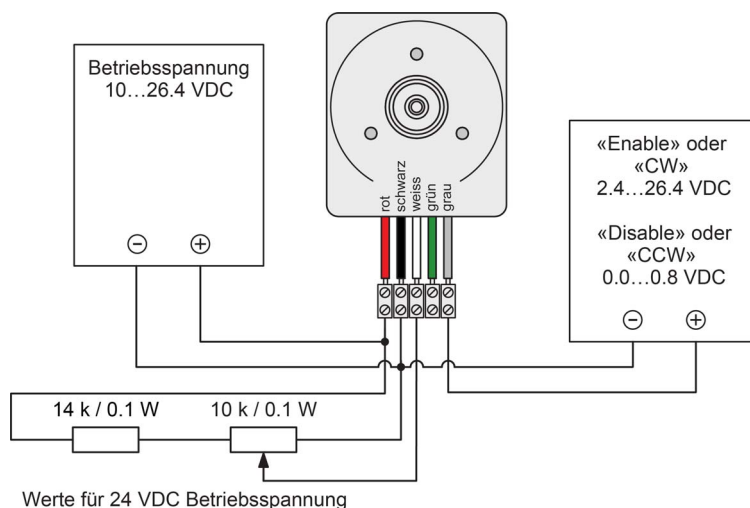 Betriebsspannung
10…26.4 VDC
rot
schwarz
weiss
grün
grau
«Enable» oder
«CW»
2.4…26.4 VDC
«Disable» oder
«CCW»
0.0…0.8 VDC
− +
− +
14 k / 0.1 W 10 k / 0.1 W
Werte für 24 VDC Betriebsspannung